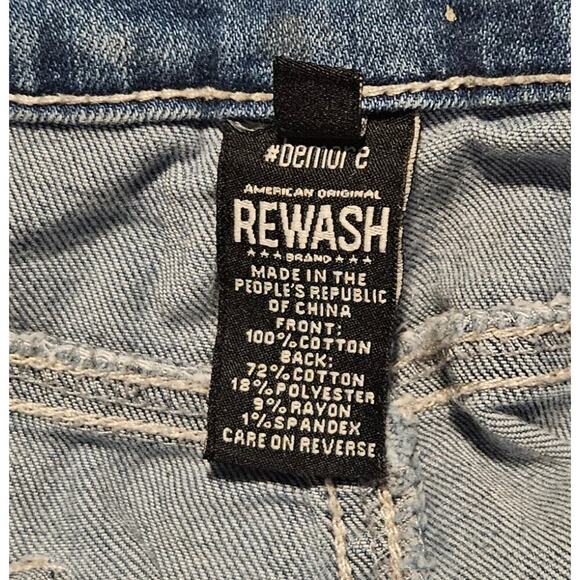 #bemore
AMERICAN ORIGINAL
REWASH
★★★ BRAND ★★★
MADE IN THE
PEOPLE'S REPUBLIC
OF CHINA
FRONT:
100% COTTON
BACK:
72% COTTON
18% POLYESTER
9% RAYON
1% SPANDEX
CARE ON REVERSE